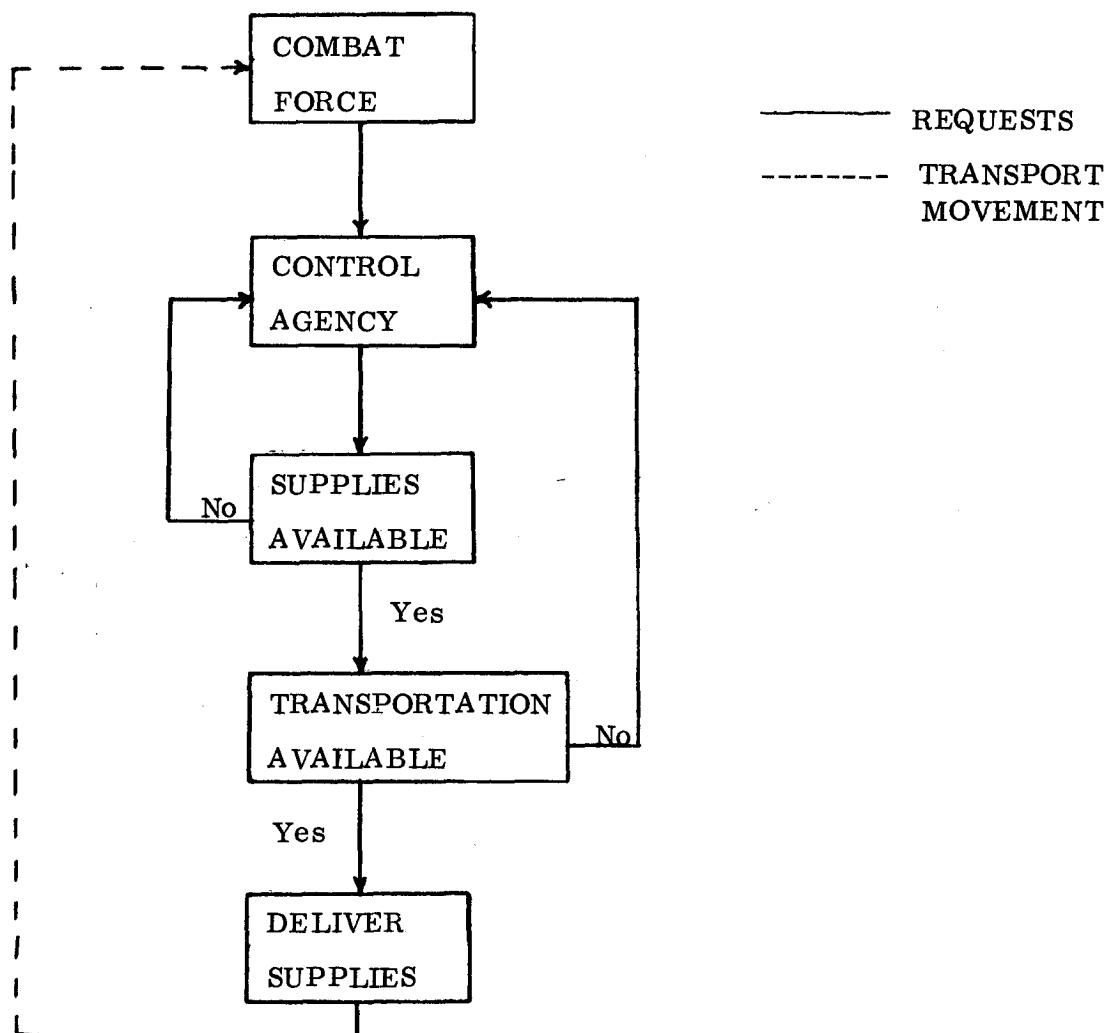 COMBAT
FORCE
REQUESTS
TRANSPORT
MOVEMENT
CONTROL
AGENCY
SUPPLIES
AVAILABLE
No
Yes
TRANSPORTATION
AVAILABLE
No
Yes
DELIVER
SUPPLIES